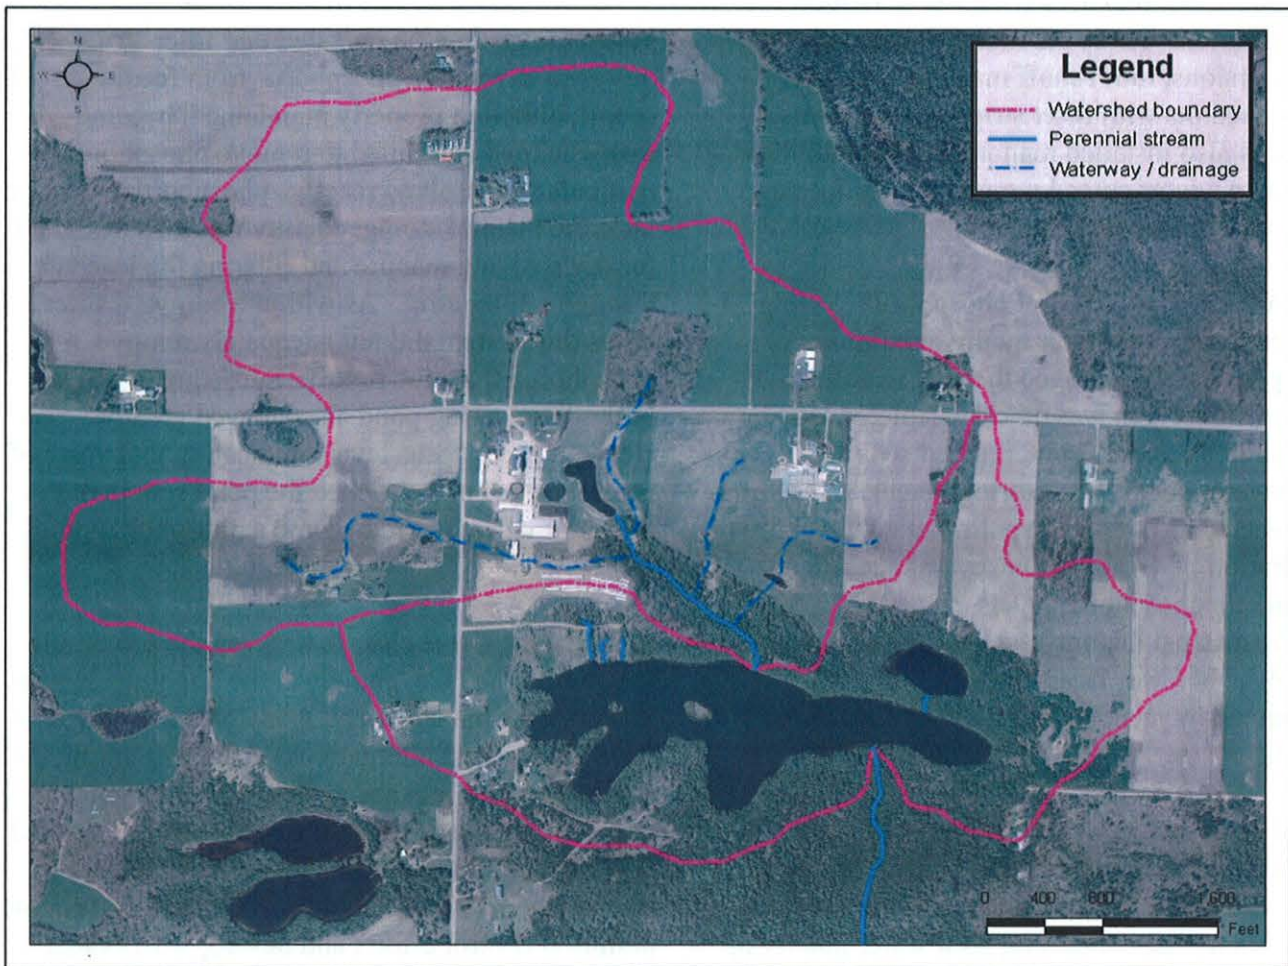 N
W E
S
Legend
Watershed boundary
Perennial stream
Waterway / drainage
0 400 800 1,600
Feet